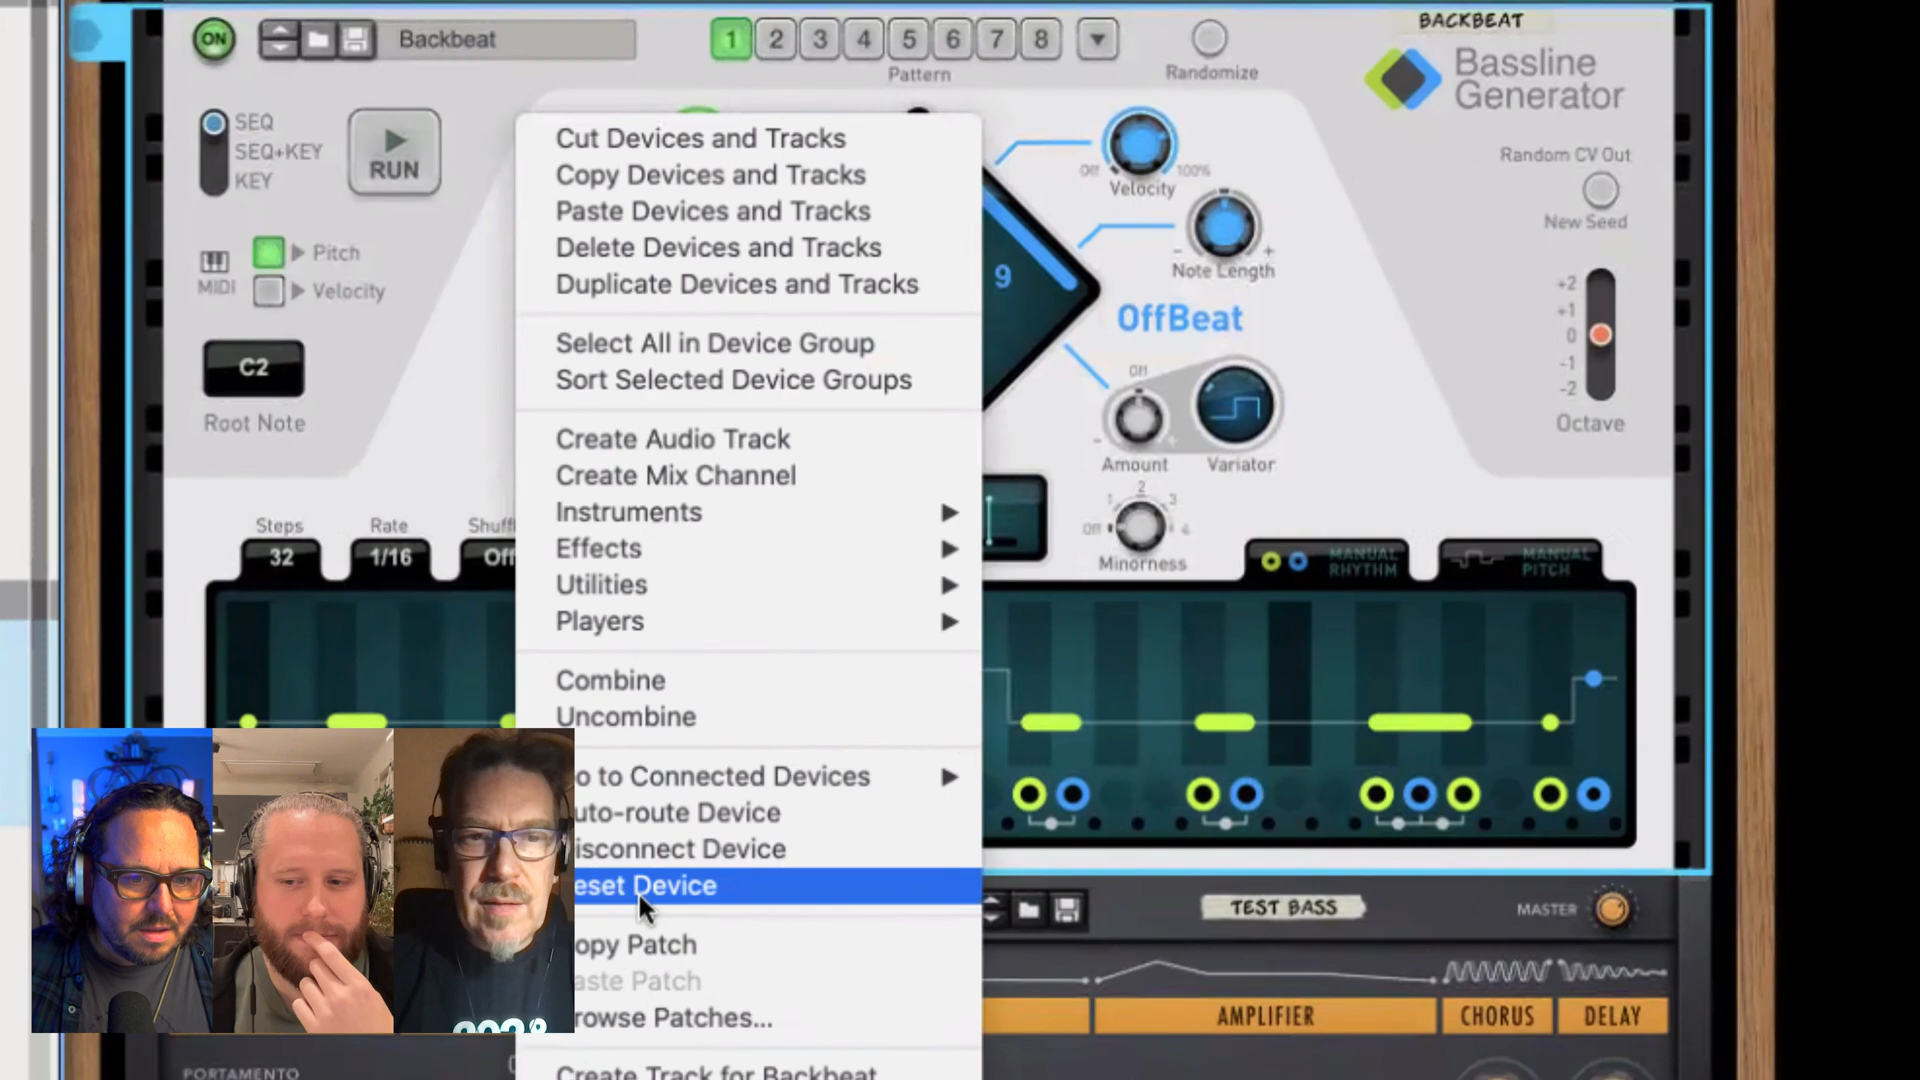 ON
Backbeat
1 2 3 4 5 6 7 8
Pattern
Randomize
BACKBEAT
Bassline
Generator
SEQ
SEQ+KEY
KEY
RUN
MIDI
Pitch
Velocity
C2
Root Note
Cut Devices and Tracks
Copy Devices and Tracks
Paste Devices and Tracks
Delete Devices and Tracks
Duplicate Devices and Tracks
Select All in Device Group
Sort Selected Device Groups
Create Audio Track
Create Mix Channel
Instruments
Effects
Utilities
Players
Combine
Uncombine
o to Connected Devices
uto-route Device
isconnect Device
eset Device
opy Patch
aste Patch
rowse Patches...
Create Track for Backbeat
9
Off
100%
Velocity
- +
Note Length
OffBeat
Off
- +
Amount
Variator
Off 1 2 3 4
Minorness
Random CV Out
New Seed
+2
+1
0
-1
-2
Octave
Steps
32
Rate
1/16
Shuffl
Off
MANUAL
RHYTHM
MANUAL
PITCH
TEST BASS
MASTER
AMPLIFIER
CHORUS
DELAY
PORTAMENTO